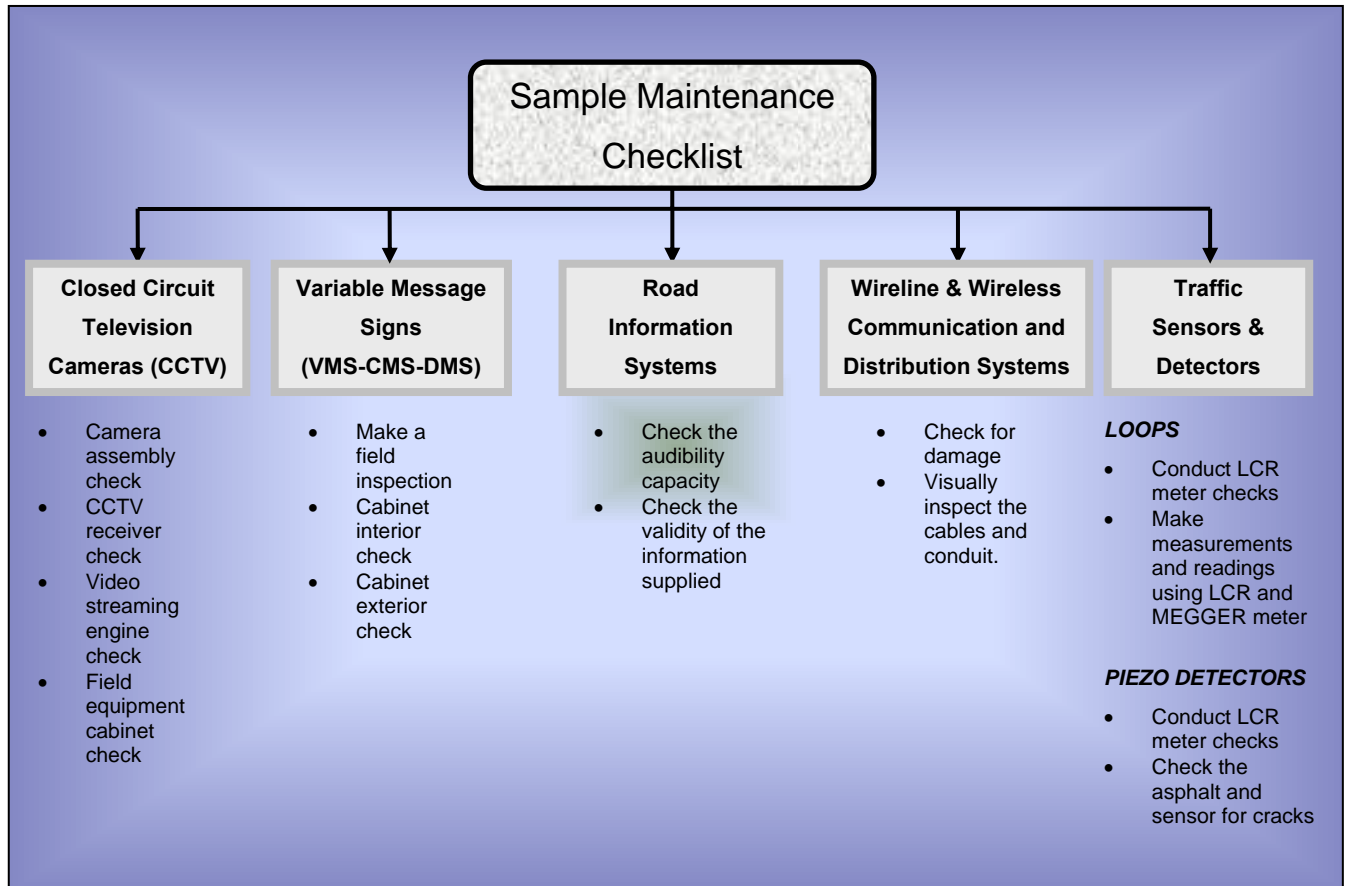 Sample Maintenance
Checklist
Closed Circuit
Television
Cameras (CCTV)
• Camera
assembly
check
• CCTV
receiver
check
• Video
streaming
engine
check
• Field
equipment
cabinet
check
Variable Message
Signs
(VMS-CMS-DMS)
• Make a
field
inspection
• Cabinet
interior
check
• Cabinet
exterior
check
Road
Information
Systems
• Check the
audibility
capacity
• Check the
validity of the
information
supplied
Wireline & Wireless
Communication and
Distribution Systems
• Check for
damage
• Visually
inspect the
cables and
conduit.
Traffic
Sensors &
Detectors
LOOPS
• Conduct LCR
meter checks
• Make
measurements
and readings
using LCR and
MEGGER meter
PIEZO DETECTORS
• Conduct LCR
meter checks
• Check the
asphalt and
sensor for cracks